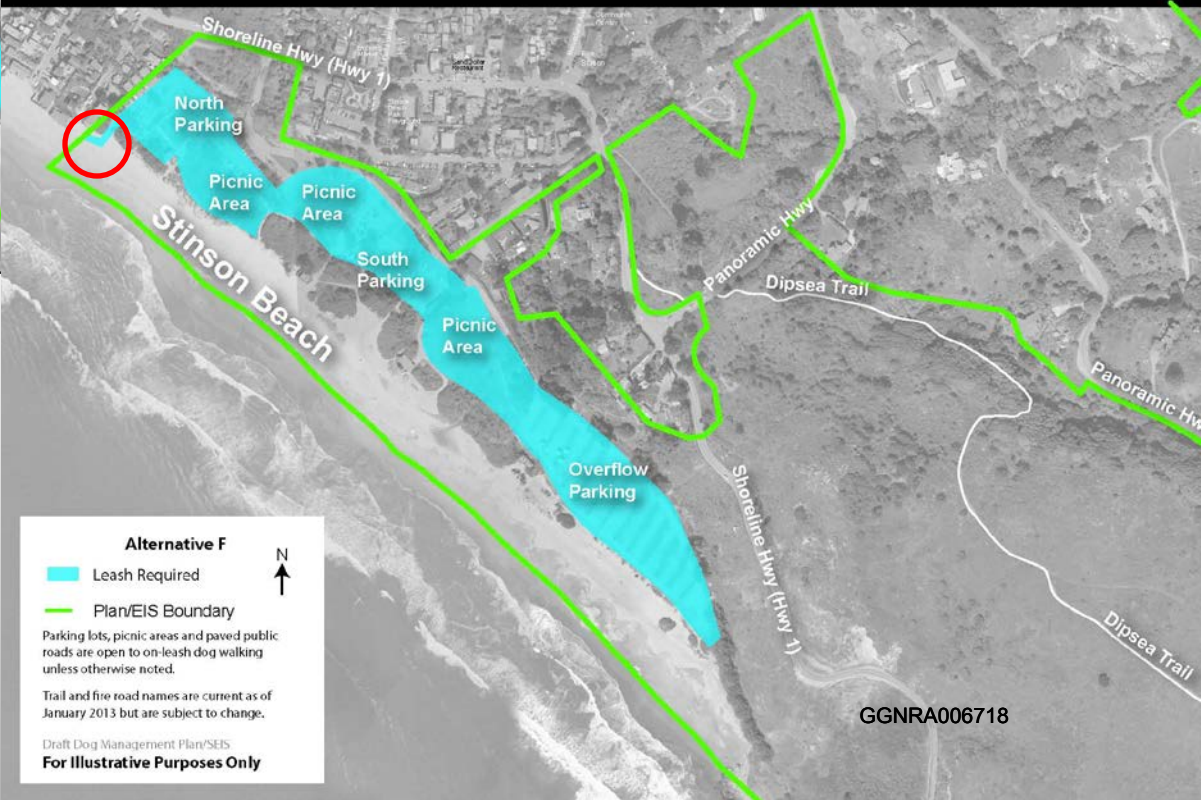 Shoreline Hwy (Hwy 1)
North
Parking
Picnic
Area
Picnic
Area
South
Parking
Picnic
Area
Stinson Beach
Panoramic Hwy
Dipsea Trail
Panoramic Hw
Overflow
Parking
Shoreline Hwy (Hwy 1)
Dipsea Trail
GGNRA006718
Alternative F
N
Leash Required
Plan/EIS Boundary
Parking lots, picnic areas and paved public
roads are open to on-leash dog walking
unless otherwise noted.
Trail and fire road names are current as of
January 2013 but are subject to change.
Draft Dog Management Plan/SEIS
For Illustrative Purposes Only